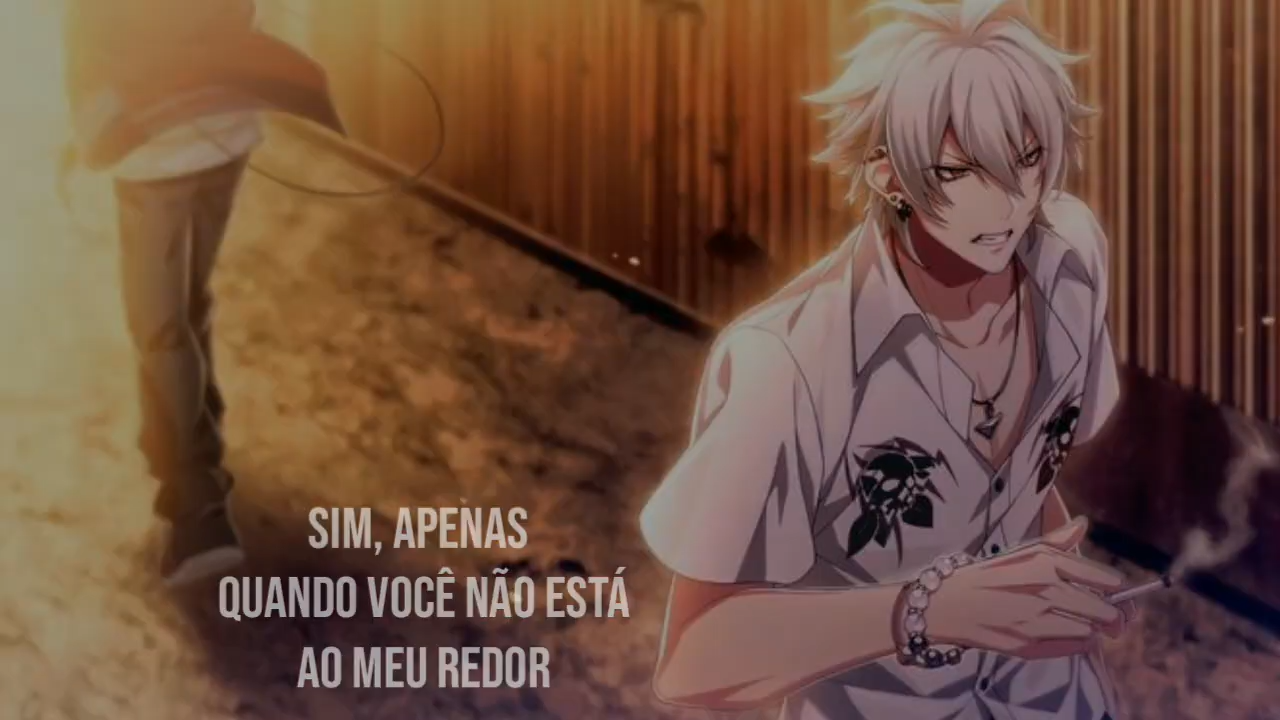 SIM, APENAS
QUANDO VOCÊ NÃO ESTÁ
AO MEU REDOR